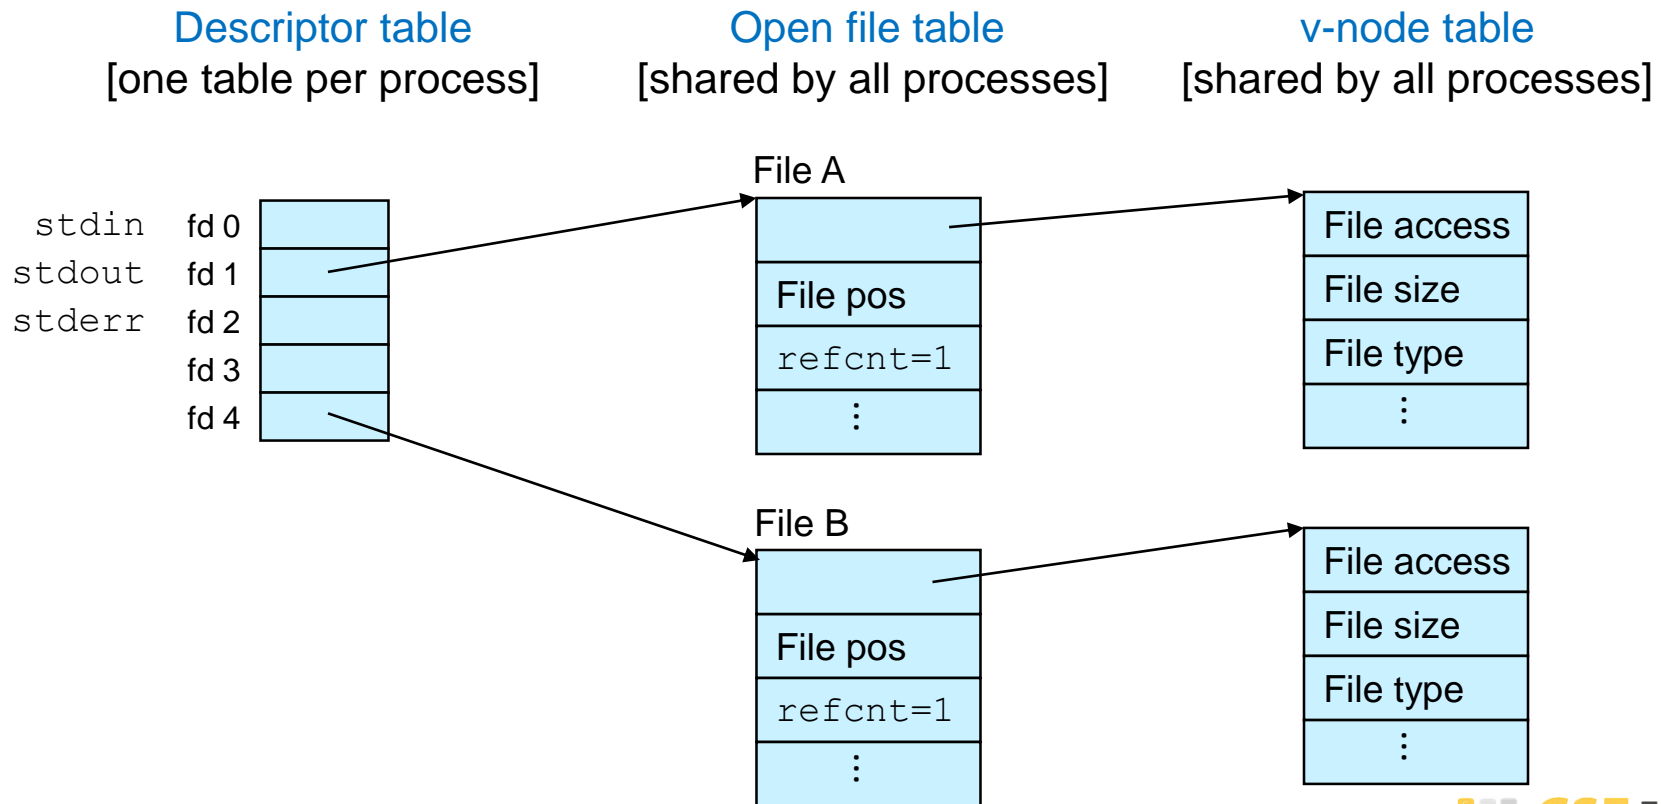 Descriptor table
[one table per process]
Open file table
[shared by all processes]
v-node table
[shared by all processes]
stdin fd 0
stdout fd 1
stderr fd 2
fd 3
fd 4
File A
File pos
refcnt=1
⋮
File access
File size
File type
⋮
File B
File pos
refcnt=1
⋮
File access
File size
File type
⋮